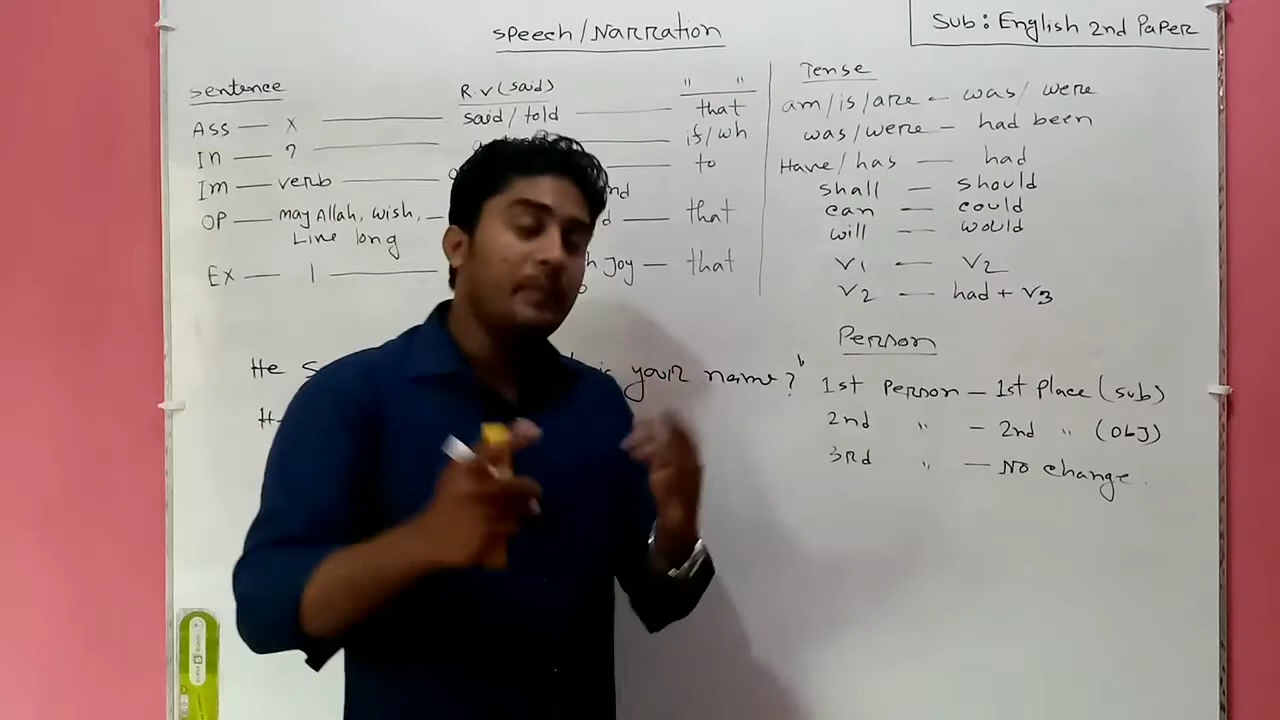 Speech/Narration
Sub: English 2nd Paper
Sentence
R V (said)
" "
Ass — x — said/told — that
In — ? — if/wh
Im — verb — to
OP — may Allah, wish, — that
Line long
Ex — | — Joy — that
He your name?"
Tense
am/is/are — was/were
was/were — had been
Have/has — had
shall — should
can — could
will — would
V1 — V2
V2 — had + V3
Person
1st Person — 1st place (sub)
2nd " — 2nd " (obj)
3rd " — No change.